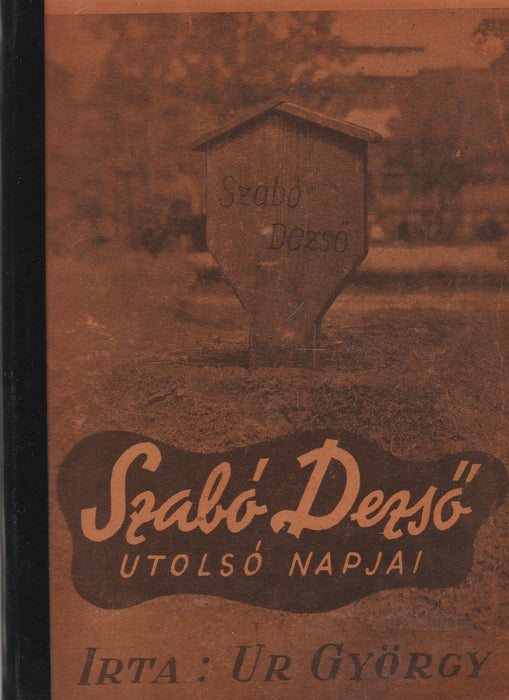 Szabó
Dezső
Szabó Dezső
UTOLSÓ NAPJAI
IRTA : UR GYÖRGY